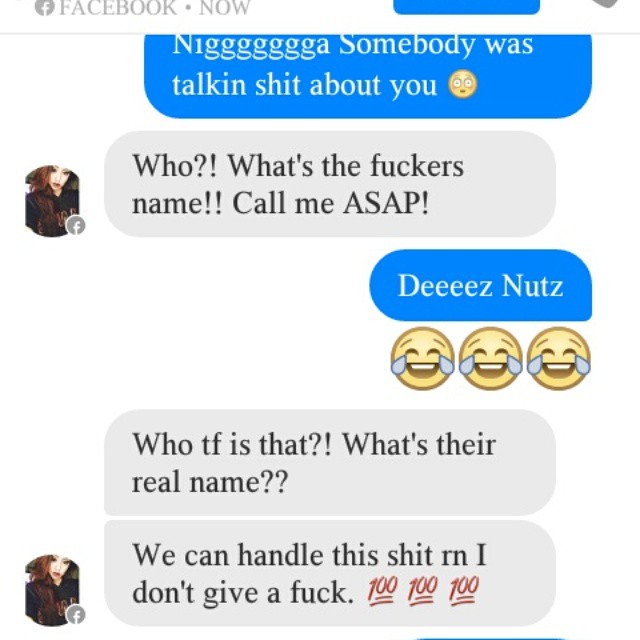 FACEBOOK • NOW
Niggggggga Somebody was
talkin shit about you 😳
Who?! What's the fuckers
name!! Call me ASAP!
Deeeez Nutz
😂😂😂
Who tf is that?! What's their
real name??
We can handle this shit rn I
don't give a fuck. 💯 💯 💯